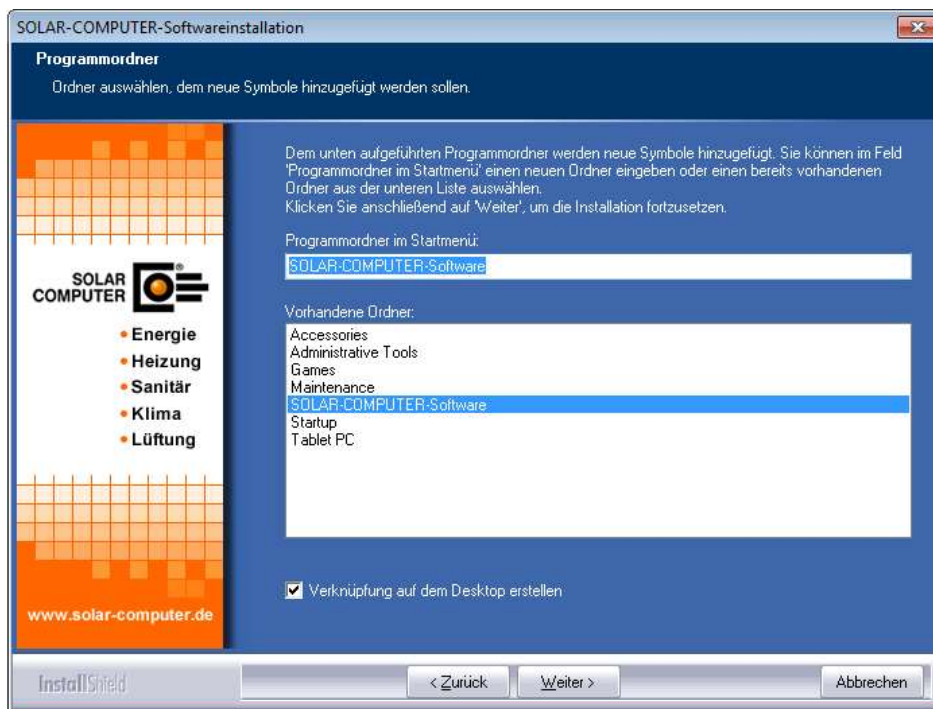 SOLAR-COMPUTER-Softwareinstallation
Programmordner
Ordner auswählen, dem neue Symbole hinzugefügt werden sollen.
Dem unten aufgeführten Programmordner werden neue Symbole hinzugefügt. Sie können im Feld
'Programmordner im Startmenü' einen neuen Ordner eingeben oder einen bereits vorhandenen
Ordner aus der unteren Liste auswählen.
Klicken Sie anschließend auf 'Weiter', um die Installation fortzusetzen.
Programmordner im Startmenü:
SOLAR-COMPUTER-Software
Vorhandene Ordner:
Accessories
Administrative Tools
Games
Maintenance
SOLAR-COMPUTER-Software
Startup
Tablet PC
Verknüpfung auf dem Desktop erstellen
SOLAR
COMPUTER ®
• Energie
• Heizung
• Sanitär
• Klima
• Lüftung
www.solar-computer.de
InstallShield
< Zurück
Weiter >
Abbrechen